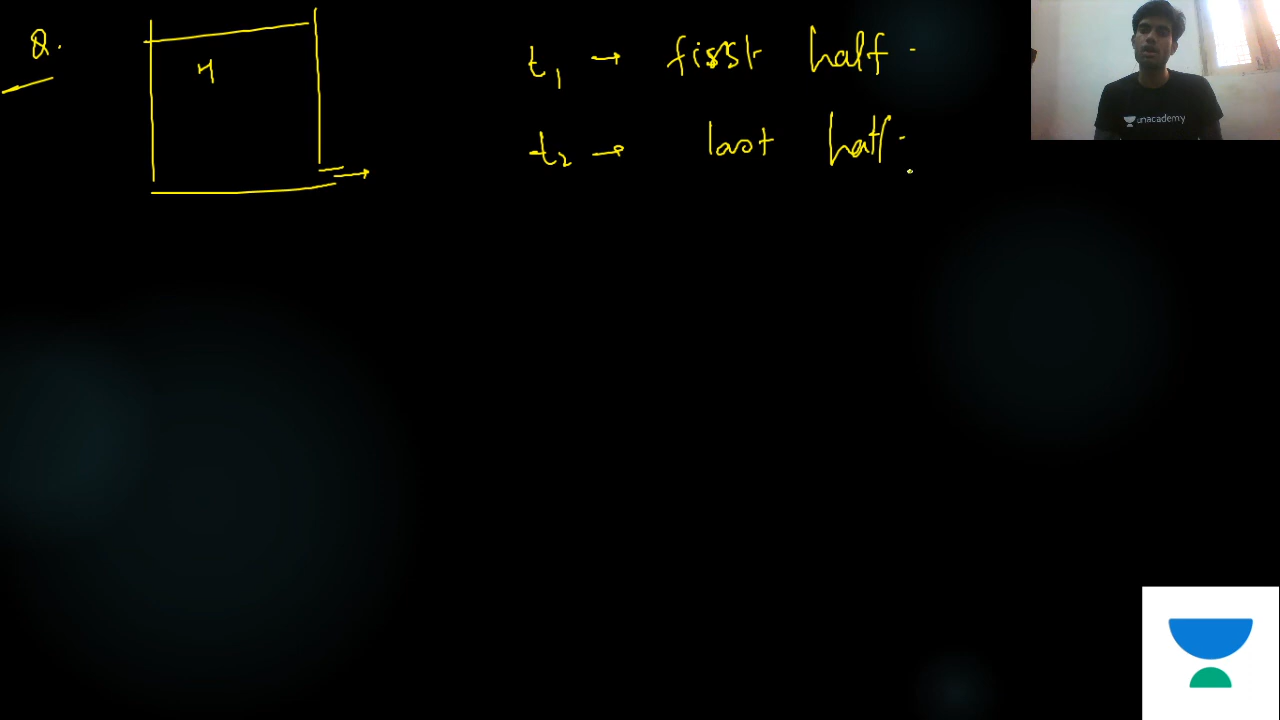 Q.
H
t₁ → first half.
t₂ → last half.
unacademy